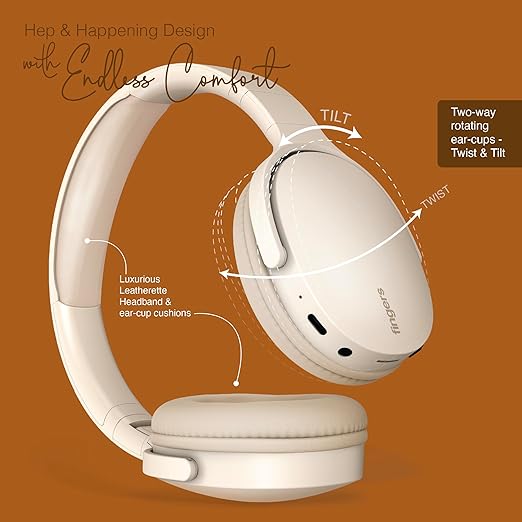 Hep & Happening Design
with Endless Comfort
TILT
Two-way
rotating
ear-cups -
Twist & Tilt
TWIST
Luxurious
Leatherette
Headband &
ear-cup cushions
fingers